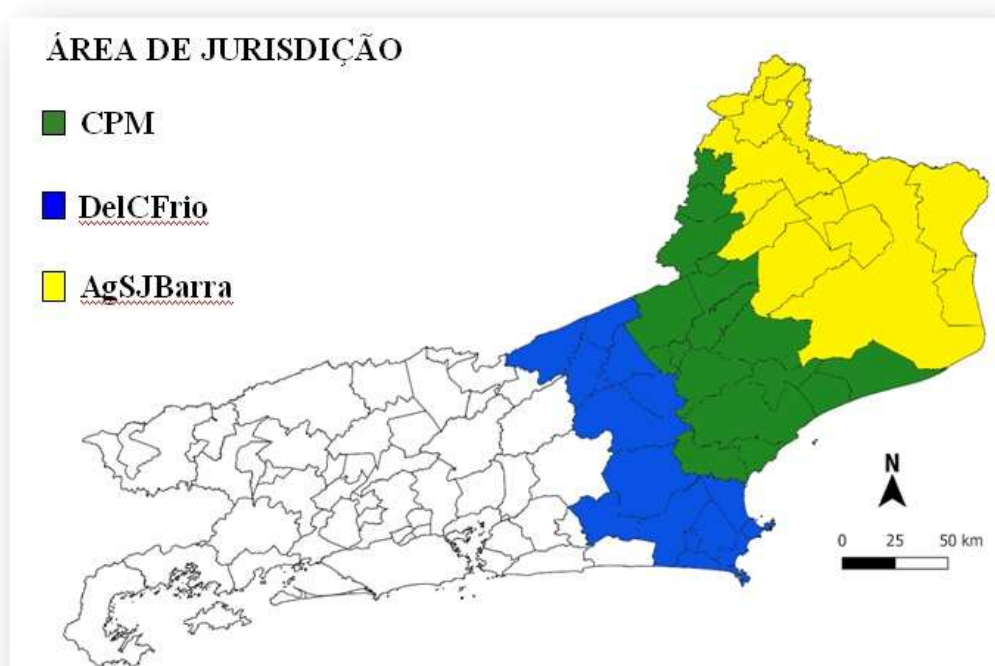 ÁREA DE JURISDIÇÃO
CPM
DelCFrio
AgSJBarra
N
0 25 50 km